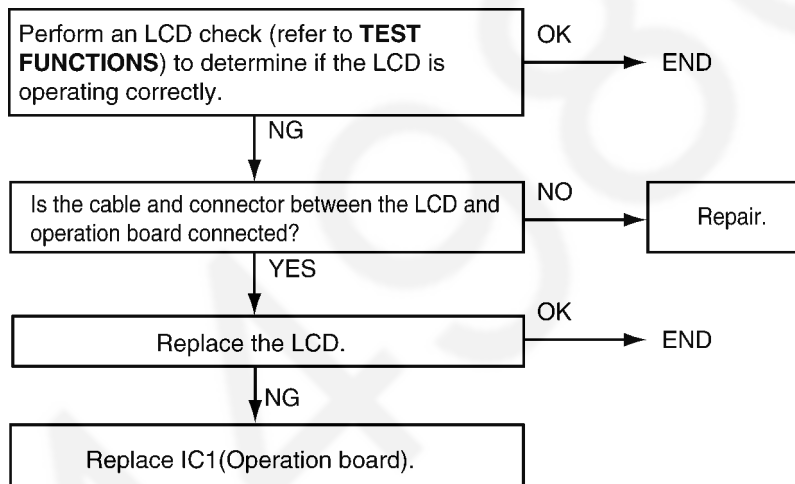 Perform an LCD check (refer to TEST
FUNCTIONS) to determine if the LCD is
operating correctly.
OK
END
NG
Is the cable and connector between the LCD and
operation board connected?
NO
Repair.
YES
Replace the LCD.
OK
END
NG
Replace IC1(Operation board).